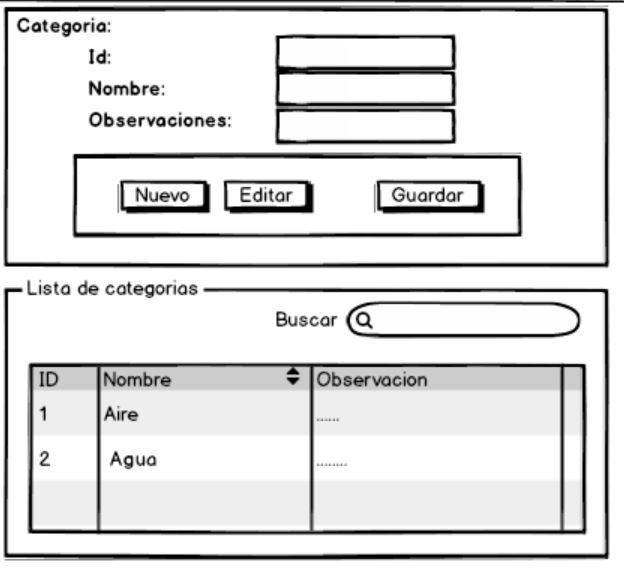 Categoria:
Id:
Nombre:
Observaciones:
Nuevo Editar Guardar
Lista de categorias
Buscar
ID Nombre Observacion
1 Aire ......
2 Agua ........